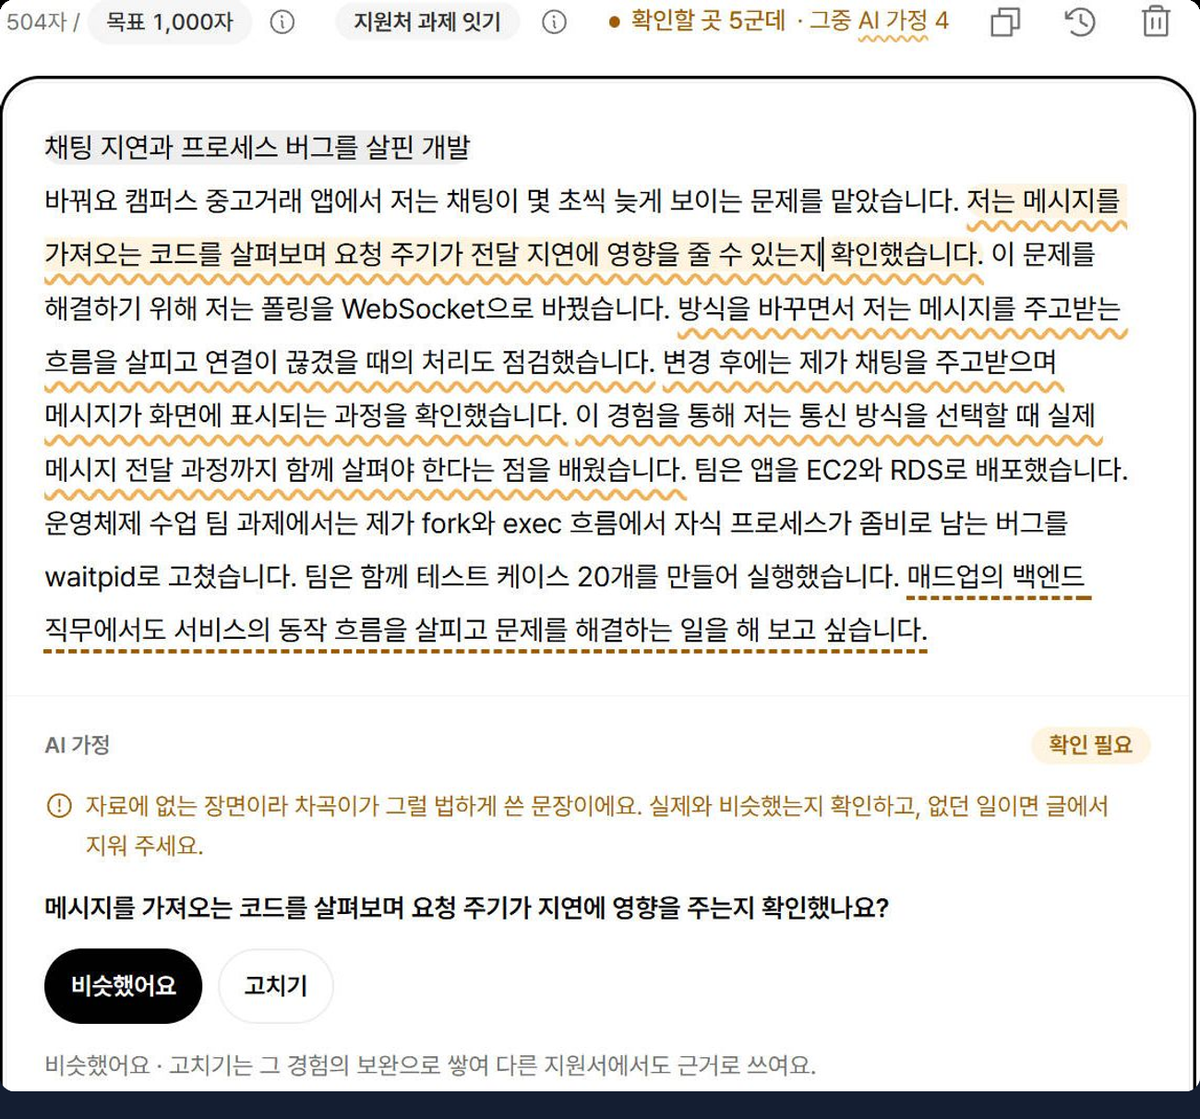 504자 / 목표 1,000자 지원처 과제 잇기 확인할 곳 5군데 · 그중 AI 가정 4
채팅 지연과 프로세스 버그를 살핀 개발
바꿔요 캠퍼스 중고거래 앱에서 저는 채팅이 몇 초씩 늦게 보이는 문제를 맡았습니다. 저는 메시지를
가져오는 코드를 살펴보며 요청 주기가 전달 지연에 영향을 줄 수 있는지 확인했습니다. 이 문제를
해결하기 위해 저는 폴링을 WebSocket으로 바꿨습니다. 방식을 바꾸면서 저는 메시지를 주고받는
흐름을 살피고 연결이 끊겼을 때의 처리도 점검했습니다. 변경 후에는 제가 채팅을 주고받으며
메시지가 화면에 표시되는 과정을 확인했습니다. 이 경험을 통해 저는 통신 방식을 선택할 때 실제
메시지 전달 과정까지 함께 살펴야 한다는 점을 배웠습니다. 팀은 앱을 EC2와 RDS로 배포했습니다.
운영체제 수업 팀 과제에서는 제가 fork와 exec 흐름에서 자식 프로세스가 좀비로 남는 버그를
waitpid로 고쳤습니다. 팀은 함께 테스트 케이스 20개를 만들어 실행했습니다. 매드업의 백엔드
직무에서도 서비스의 동작 흐름을 살피고 문제를 해결하는 일을 해 보고 싶습니다.
AI 가정 확인 필요
자료에 없는 장면이라 차곡이가 그럴 법하게 쓴 문장이에요. 실제와 비슷했는지 확인하고, 없던 일이면 글에서
지워 주세요.
메시지를 가져오는 코드를 살펴보며 요청 주기가 지연에 영향을 주는지 확인했나요?
비슷했어요 고치기
비슷했어요 · 고치기는 그 경험의 보완으로 쌓여 다른 지원서에서도 근거로 쓰여요.